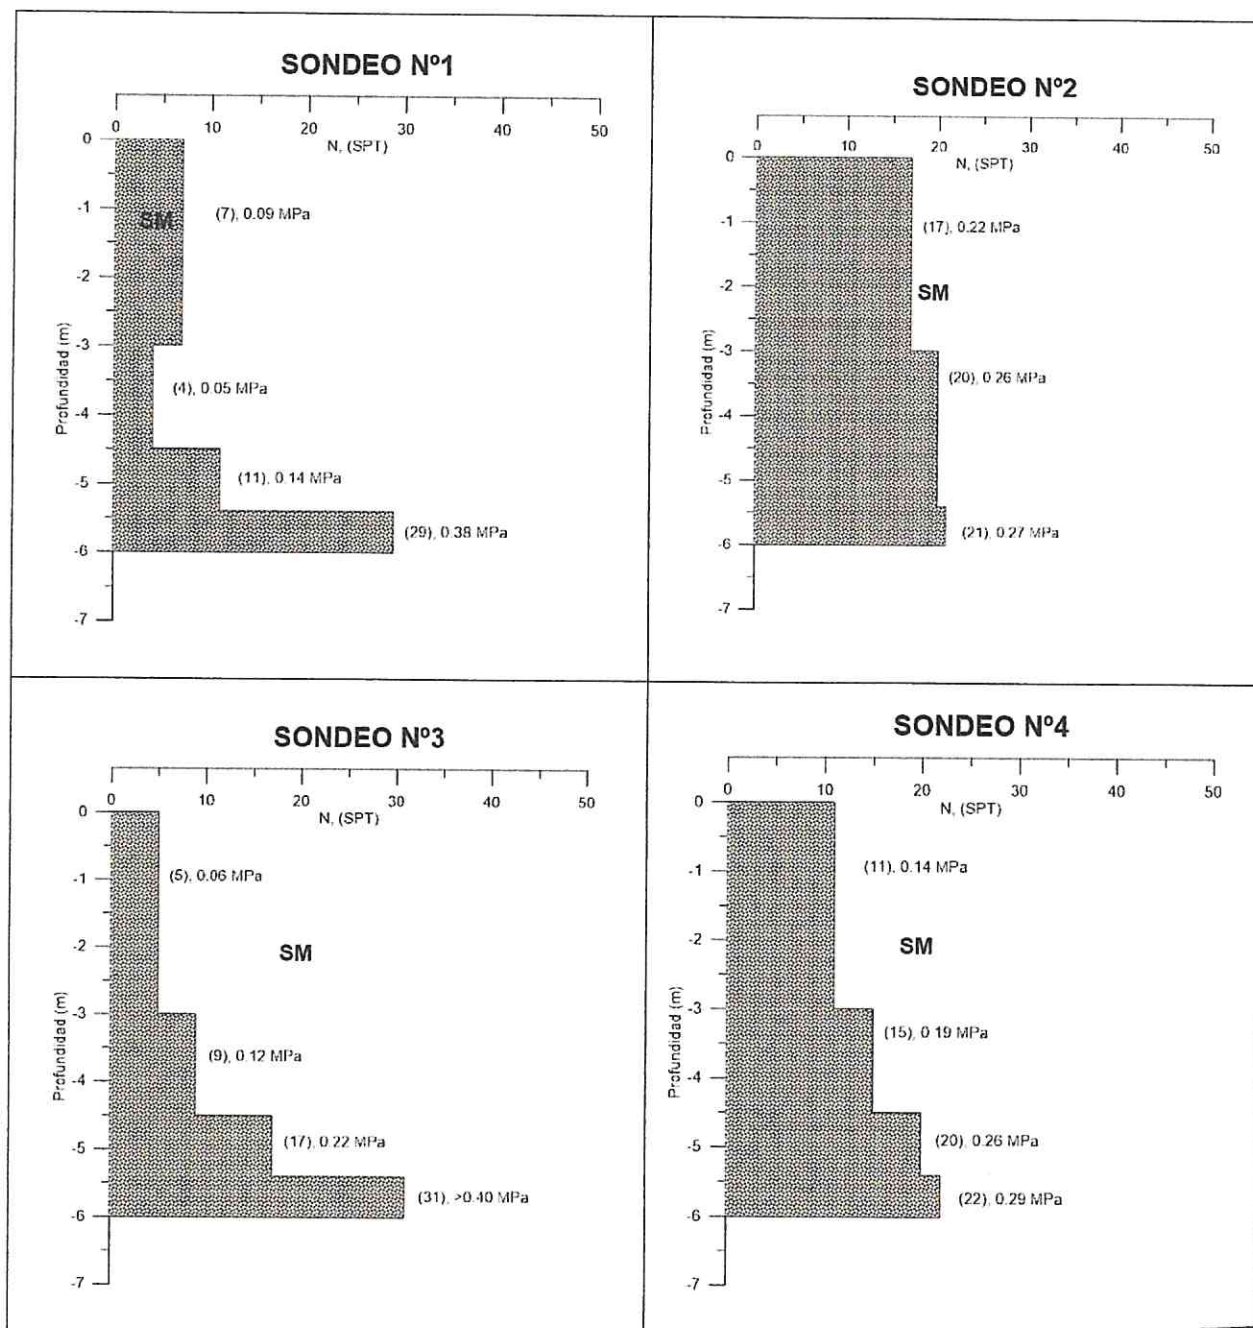 SONDEO Nº1
0 10 20 30 40 50
N, (SPT)
0
-1
-2
-3
-4
-5
-6
-7
Profundidad (m)
SM
(7), 0.09 MPa
(4), 0.05 MPa
(11), 0.14 MPa
(29), 0.38 MPa
SONDEO Nº2
0 10 20 30 40 50
N, (SPT)
0
-1
-2
-3
-4
-5
-6
-7
Profundidad (m)
(17), 0.22 MPa
SM
(20), 0.26 MPa
(21), 0.27 MPa
SONDEO Nº3
0 10 20 30 40 50
N, (SPT)
0
-1
-2
-3
-4
-5
-6
-7
Profundidad (m)
(5), 0.06 MPa
SM
(9), 0.12 MPa
(17), 0.22 MPa
(31), >0.40 MPa
SONDEO Nº4
0 10 20 30 40 50
N, (SPT)
0
-1
-2
-3
-4
-5
-6
-7
Profundidad (m)
(11), 0.14 MPa
SM
(15), 0.19 MPa
(20), 0.26 MPa
(22), 0.29 MPa